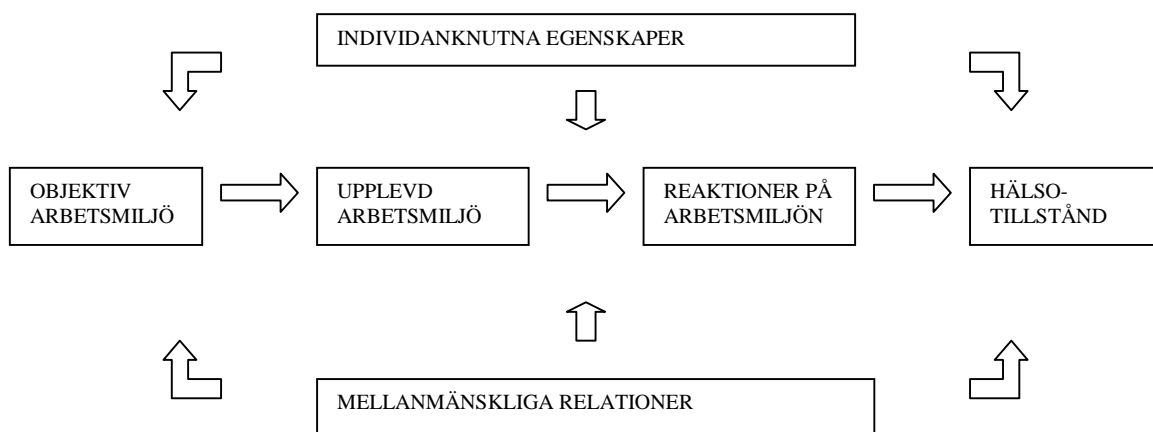 INDIVIDANKNUTNA EGENSKAPER
OBJEKTIV
ARBETSMILJÖ
UPPLEVD
ARBETSMILJÖ
REAKTIONER PÅ
ARBETSMILJÖN
HÄLSO-
TILLSTÅND
MELLANMÄNSKLIGA RELATIONER